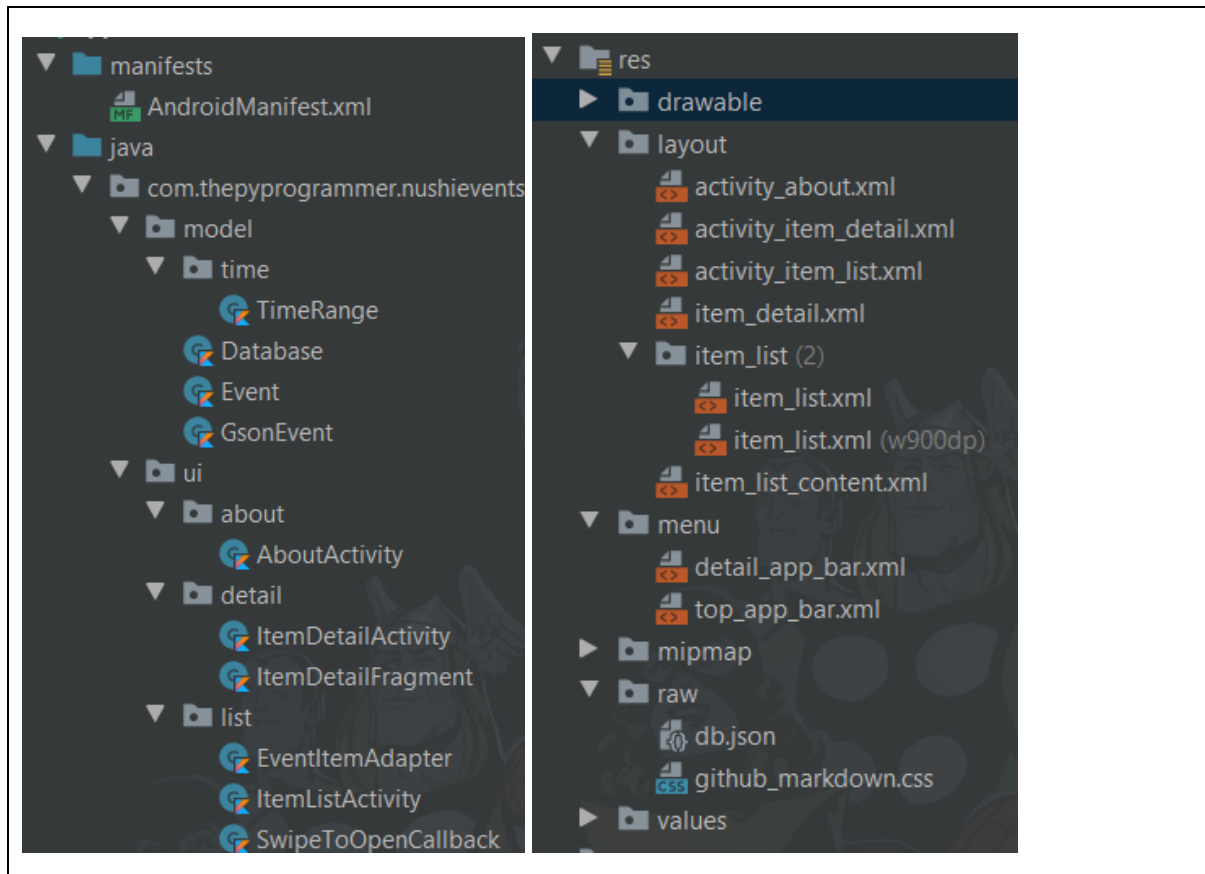 manifests
AndroidManifest.xml
java
com.thepyprogrammer.nushievents
model
time
TimeRange
Database
Event
GsonEvent
ui
about
AboutActivity
detail
ItemDetailActivity
ItemDetailFragment
list
EventItemAdapter
ItemListActivity
SwipeToOpenCallback
res
drawable
layout
activity_about.xml
activity_item_detail.xml
activity_item_list.xml
item_detail.xml
item_list (2)
item_list.xml
item_list.xml (w900dp)
item_list_content.xml
menu
detail_app_bar.xml
top_app_bar.xml
mipmap
raw
db.json
github_markdown.css
values